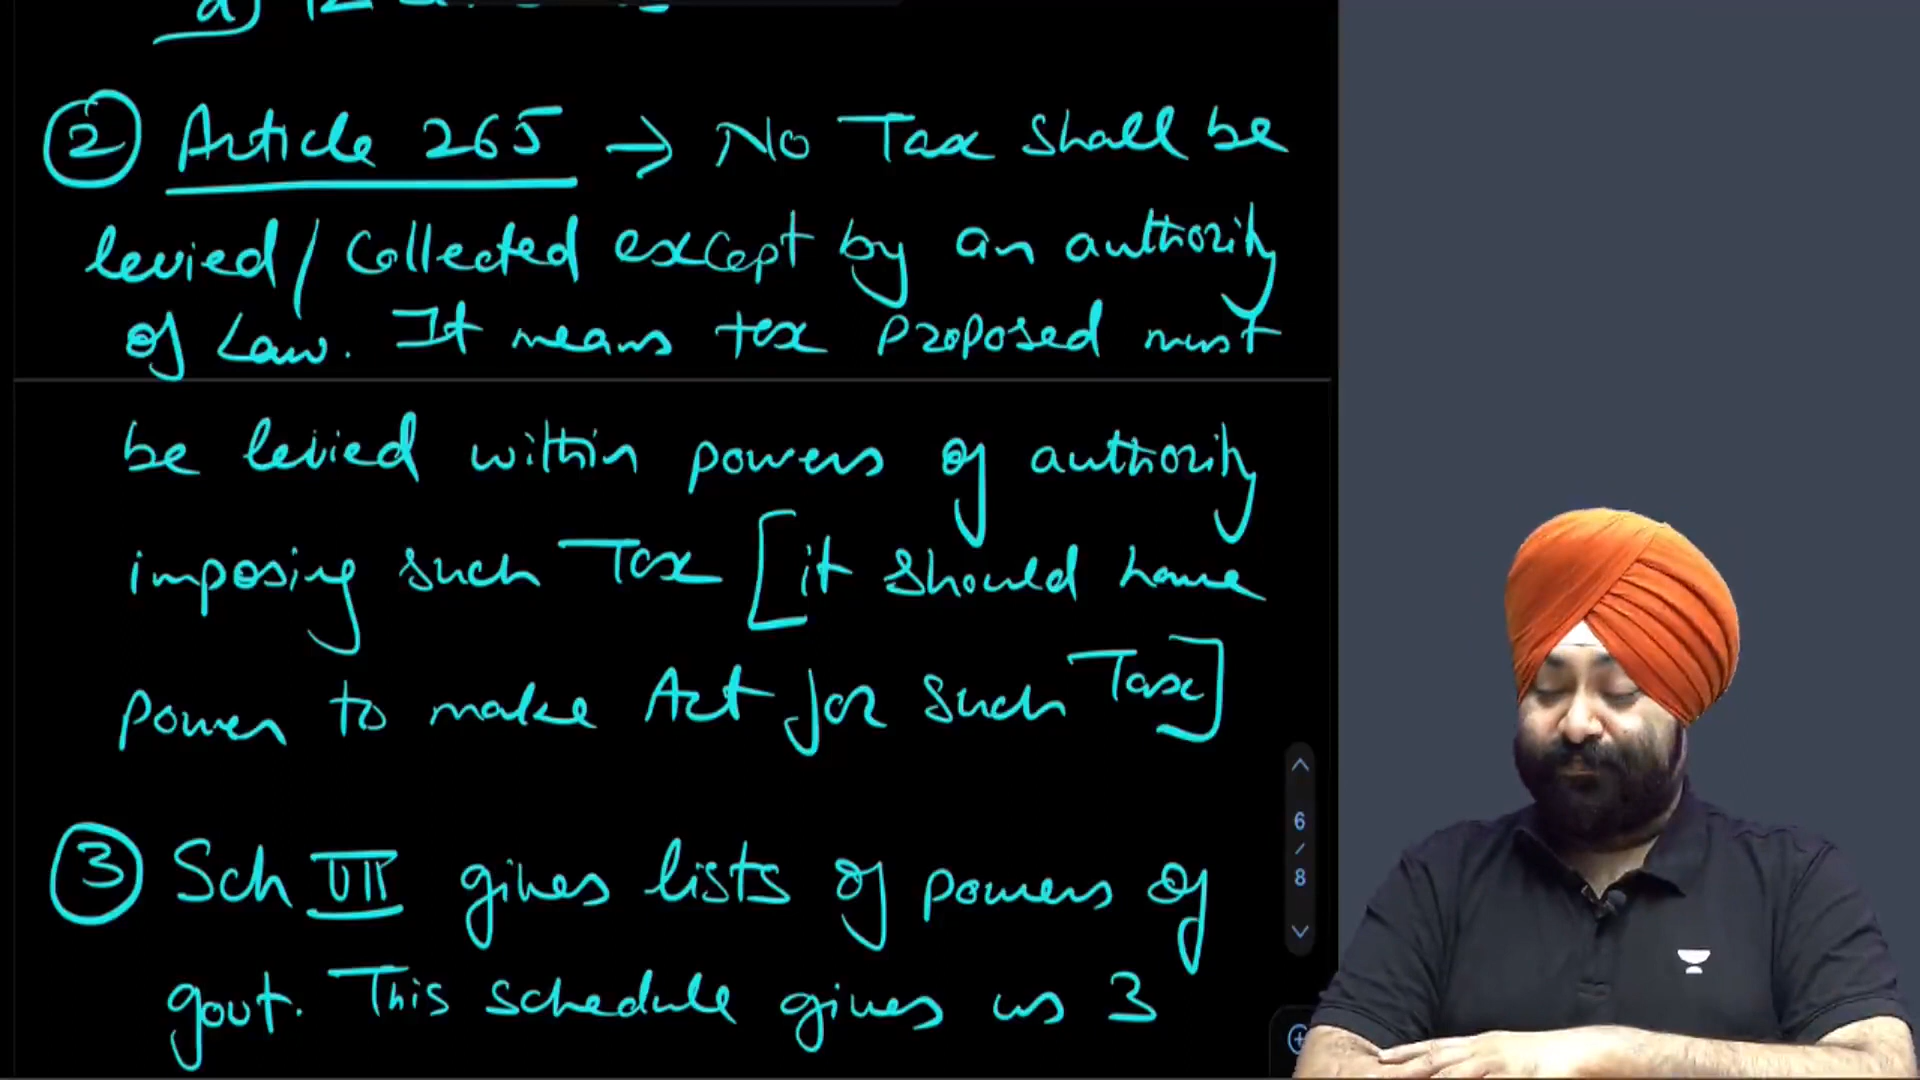 ② Article 265 → No Tax shall be
levied / collected except by an authority
of Law. It means tax proposed must
be levied within powers of authority
imposing such Tax [it should have
power to make Act for such Tax]
③ Sch VII gives lists of powers of
govt. This schedule gives us 3
6
/
8